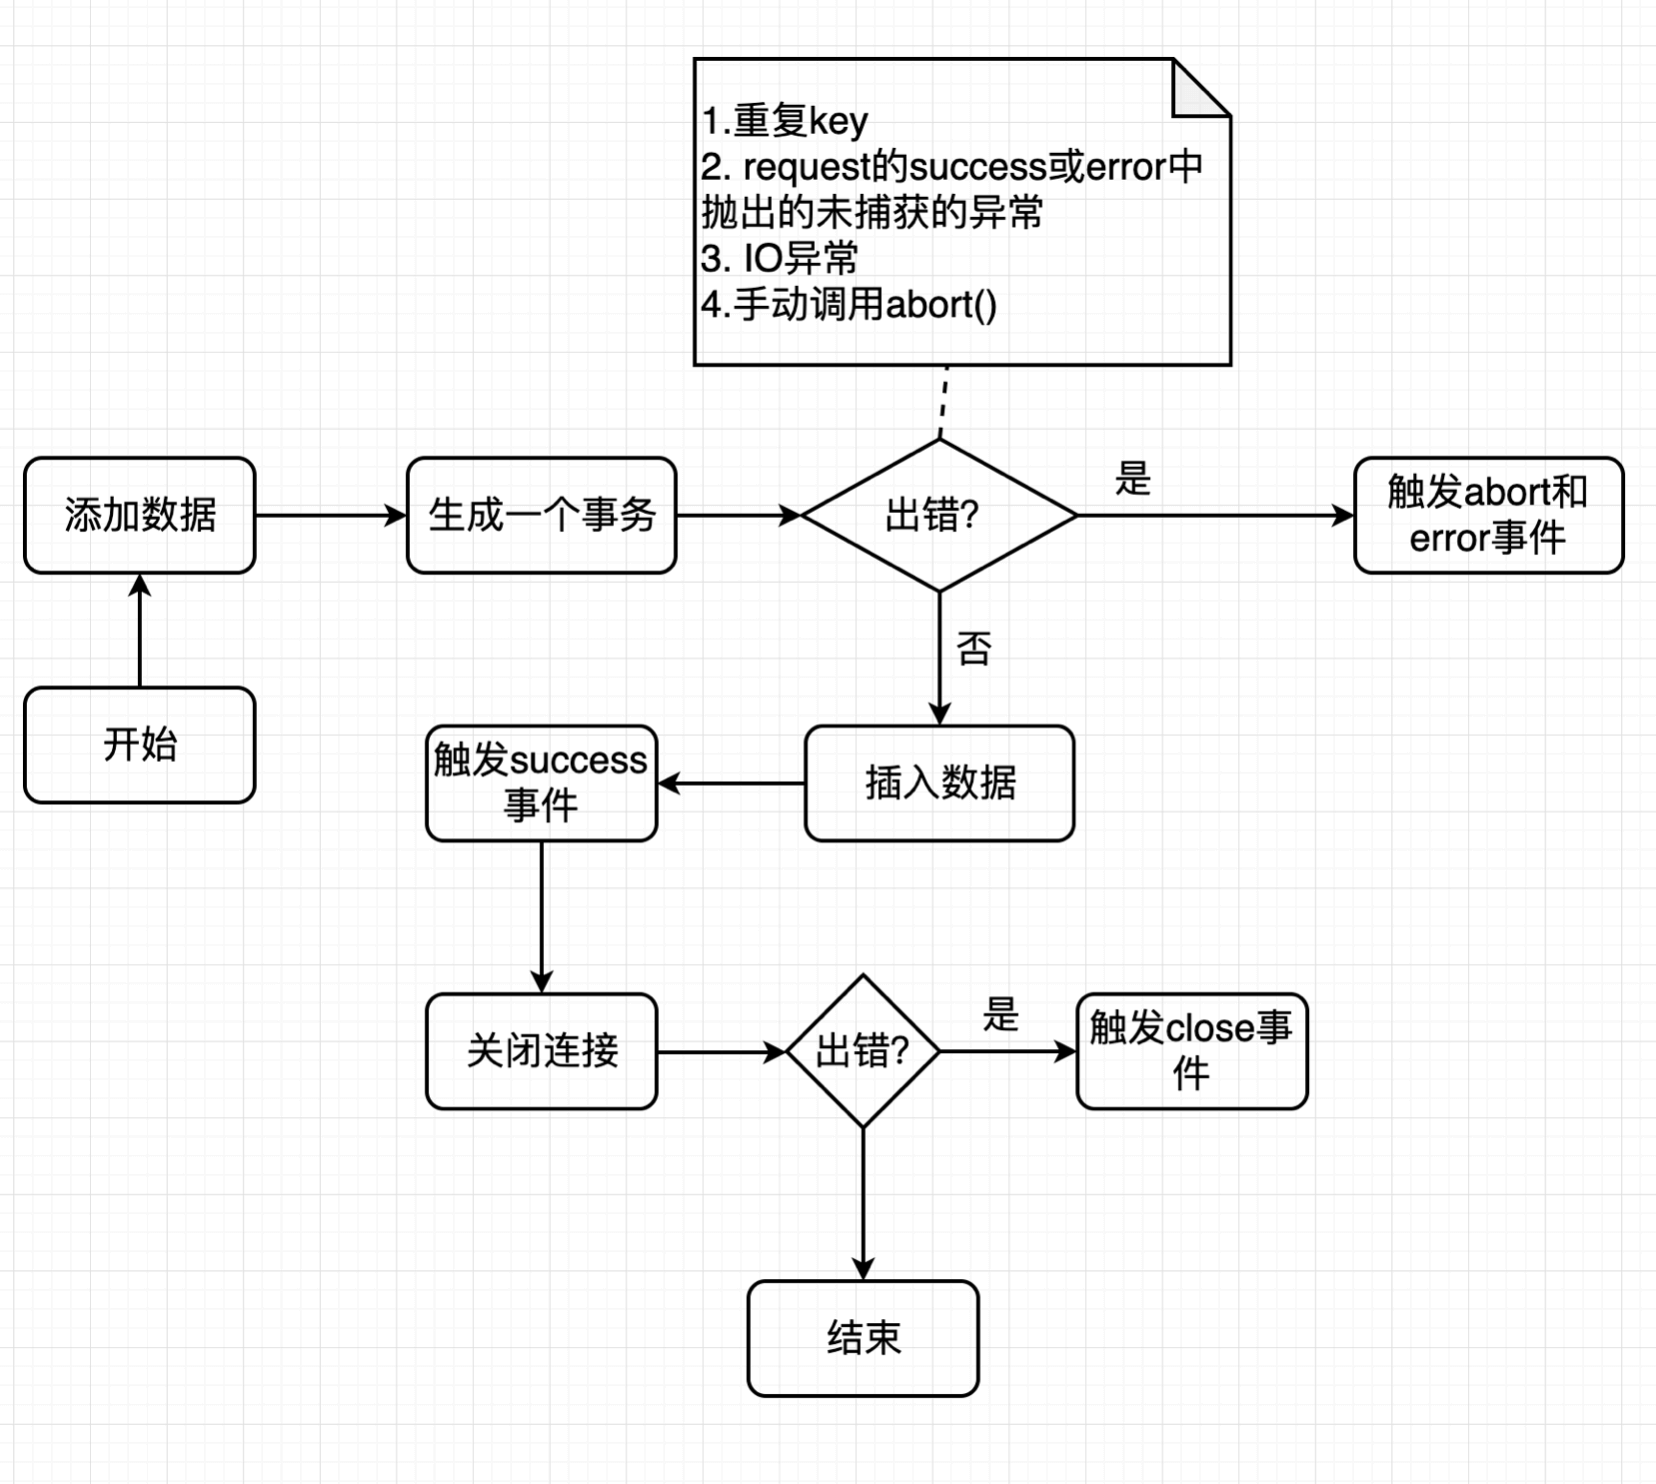 1.重复key
2. request的success或error中
抛出的未捕获的异常
3. IO异常
4.手动调用abort()
添加数据
生成一个事务
出错?
是
触发abort和
error事件
否
开始
触发success
事件
插入数据
关闭连接
出错?
是
触发close事
件
结束